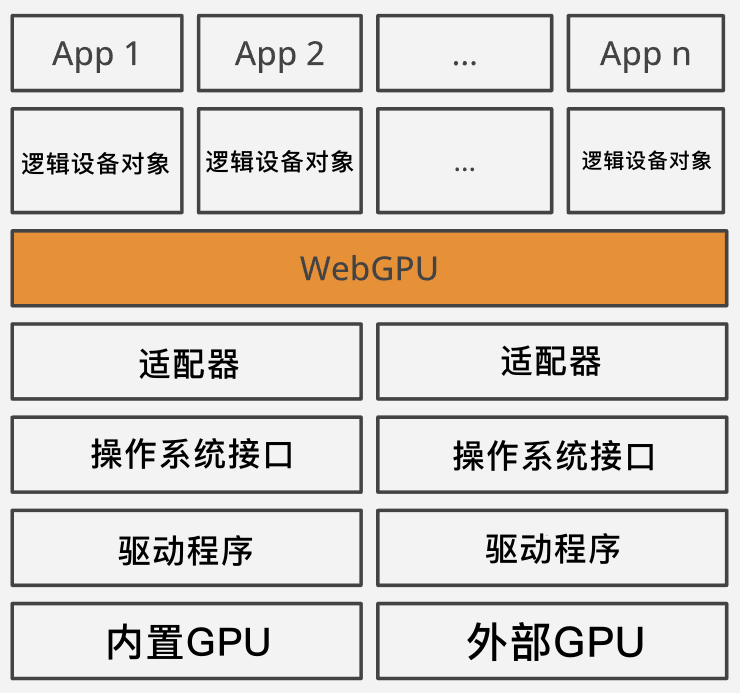 App 1 App 2 ... App n
逻辑设备对象 逻辑设备对象 ... 逻辑设备对象
WebGPU
适配器 适配器
操作系统接口 操作系统接口
驱动程序 驱动程序
内置GPU 外部GPU